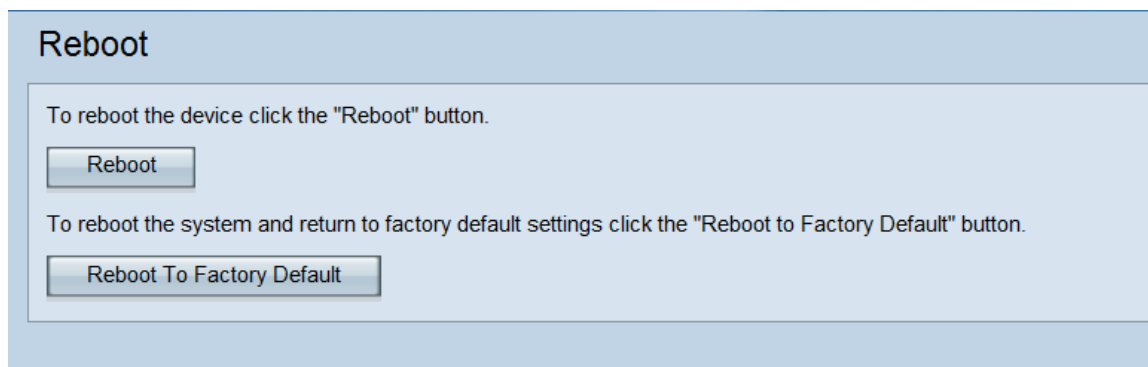 Reboot
To reboot the device click the "Reboot" button.
Reboot
To reboot the system and return to factory default settings click the "Reboot to Factory Default" button.
Reboot To Factory Default